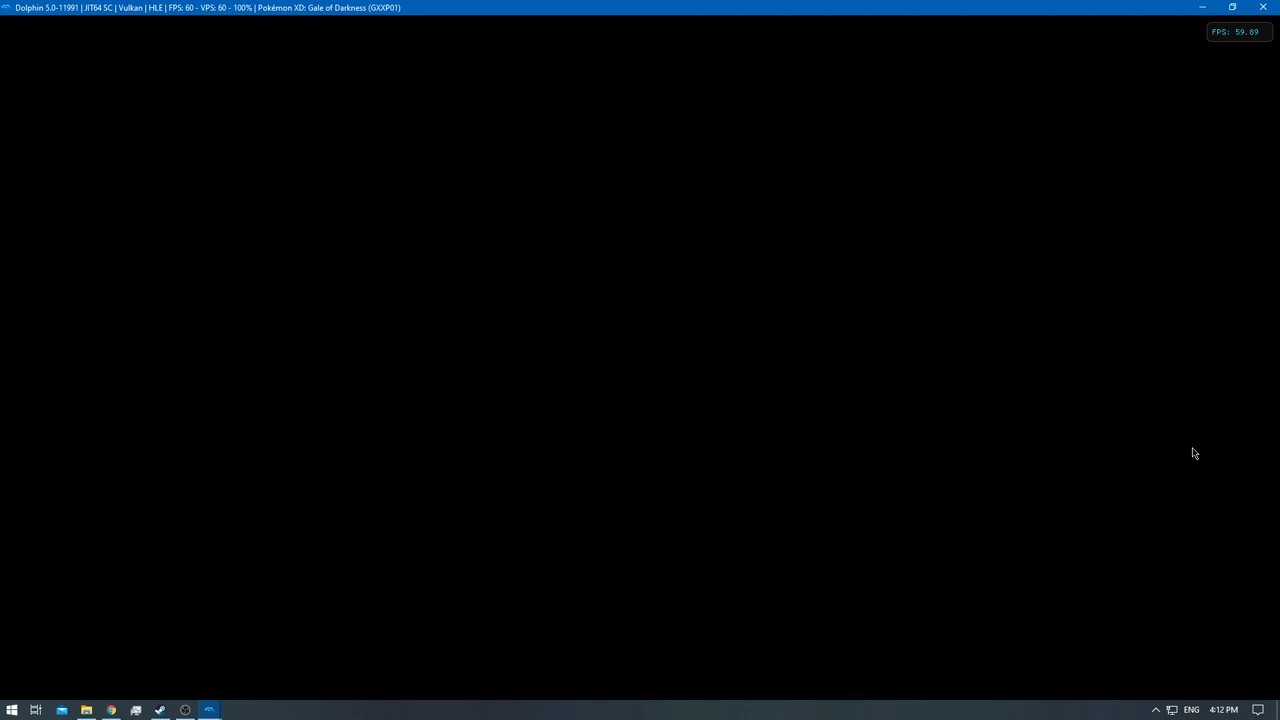 Dolphin 5.0-11991 | JIT64 SC | Vulkan | HLE | FPS: 60 - VPS: 60 - 100% | Pokémon XD: Gale of Darkness (GXXP01)
FPS: 59.89
ENG
4:12 PM